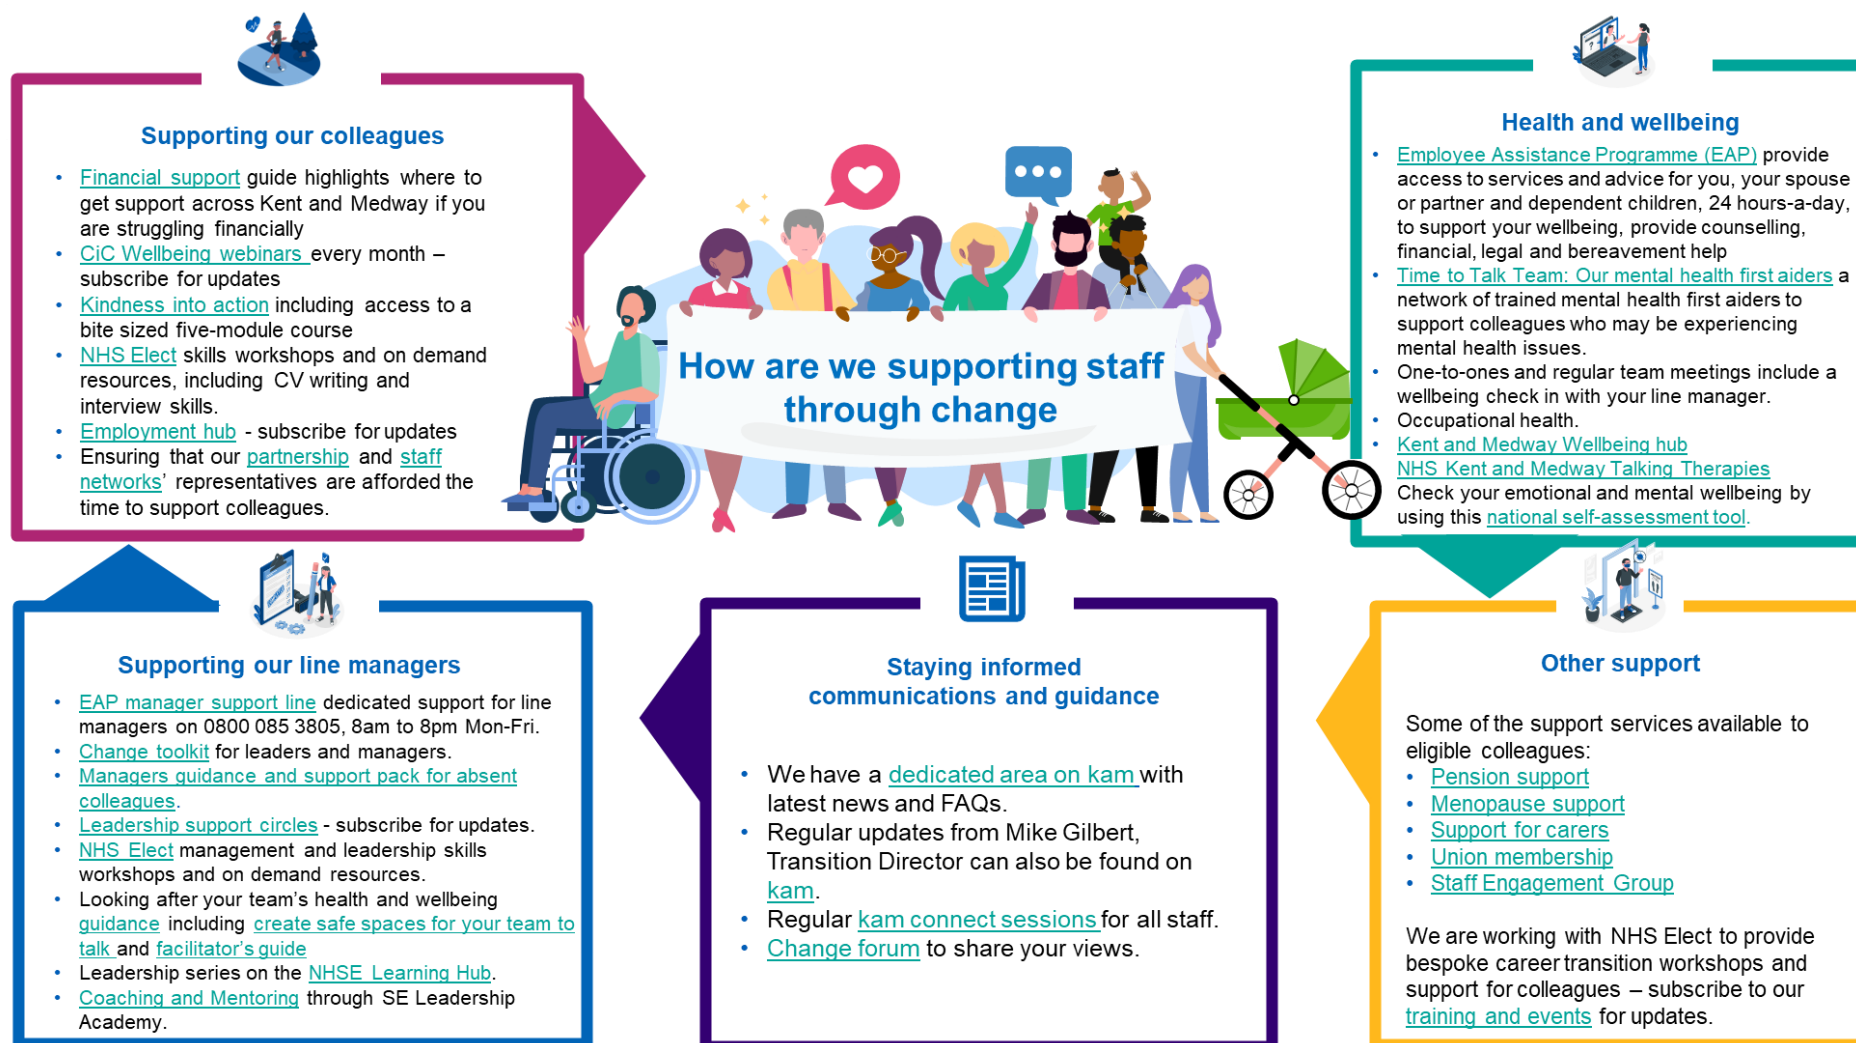 Supporting our colleagues
• Financial support guide highlights where to
get support across Kent and Medway if you
are struggling financially
• CiC Wellbeing webinars every month –
subscribe for updates
• Kindness into action including access to a
bite sized five-module course
• NHS Elect skills workshops and on demand
resources, including CV writing and
interview skills.
• Employment hub - subscribe for updates
• Ensuring that our partnership and staff
networks’ representatives are afforded the
time to support colleagues.
How are we supporting staff
through change
Health and wellbeing
• Employee Assistance Programme (EAP) provide
access to services and advice for you, your spouse
or partner and dependent children, 24 hours-a-day,
to support your wellbeing, provide counselling,
financial, legal and bereavement help
• Time to Talk Team: Our mental health first aiders a
network of trained mental health first aiders to
support colleagues who may be experiencing
mental health issues.
• One-to-ones and regular team meetings include a
wellbeing check in with your line manager.
• Occupational health.
• Kent and Medway Wellbeing hub
NHS Kent and Medway Talking Therapies
Check your emotional and mental wellbeing by
using this national self-assessment tool.
Supporting our line managers
• EAP manager support line dedicated support for line
managers on 0800 085 3805, 8am to 8pm Mon-Fri.
• Change toolkit for leaders and managers.
• Managers guidance and support pack for absent
colleagues.
• Leadership support circles - subscribe for updates.
• NHS Elect management and leadership skills
workshops and on demand resources.
• Looking after your team’s health and wellbeing
guidance including create safe spaces for your team to
talk and facilitator’s guide
• Leadership series on the NHSE Learning Hub.
• Coaching and Mentoring through SE Leadership
Academy.
Staying informed
communications and guidance
• We have a dedicated area on kam with
latest news and FAQs.
• Regular updates from Mike Gilbert,
Transition Director can also be found on
kam.
• Regular kam connect sessions for all staff.
• Change forum to share your views.
Other support
Some of the support services available to
eligible colleagues:
• Pension support
• Menopause support
• Support for carers
• Union membership
• Staff Engagement Group
We are working with NHS Elect to provide
bespoke career transition workshops and
support for colleagues – subscribe to our
training and events for updates.